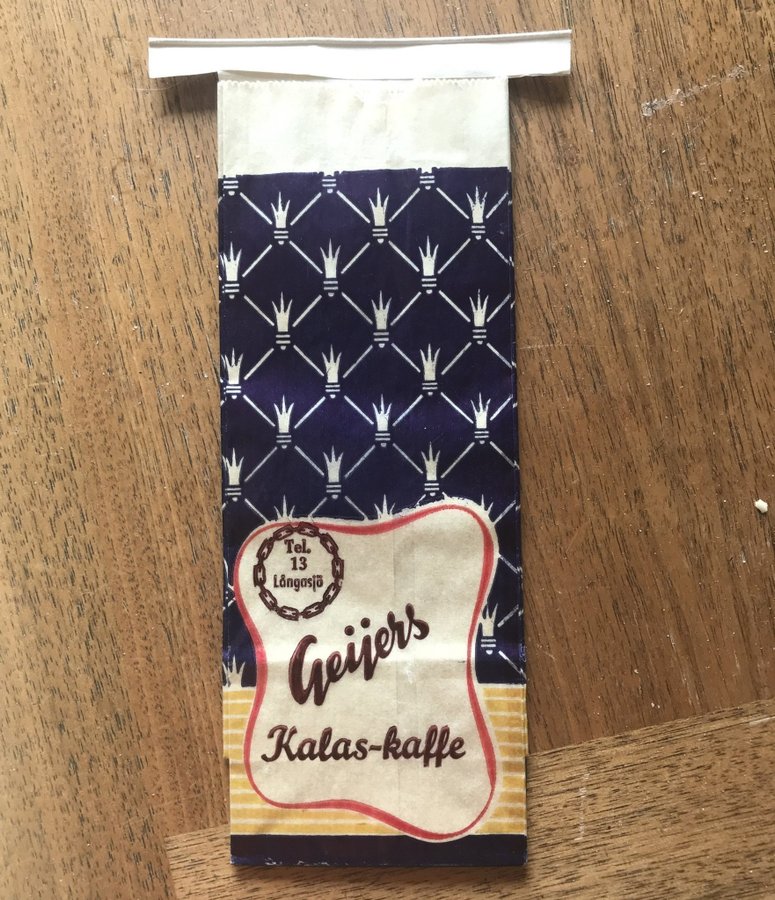 Tel.
13
Långasjö
Geijers
Kalas-kaffe